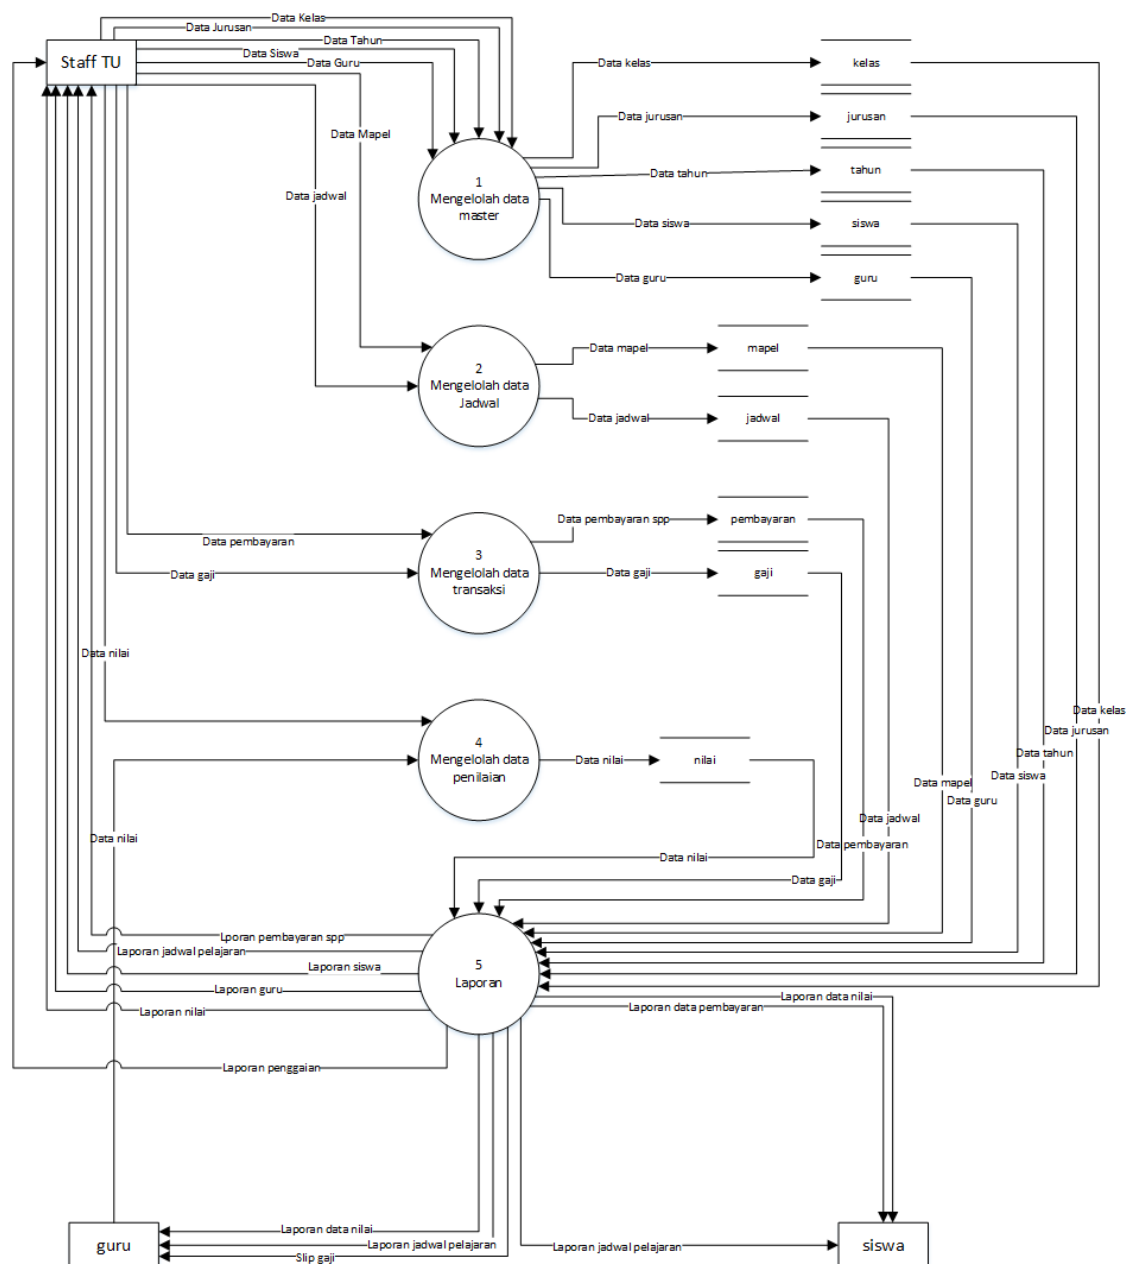 Data Kelas
Data Jurusan
Data Tahun
Data Siswa
Data Guru
Staff TU
Data kelas
kelas
Data jurusan
jurusan
Data Mapel
Data tahun
tahun
Data jadwal
1
Mengelolah data
master
Data siswa
siswa
Data guru
guru
Data mapel
mapel
2
Mengelolah data
Jadwal
Data jadwal
jadwal
Data pembayaran spp
pembayaran
Data pembayaran
3
Mengelolah data
transaksi
Data gaji
Data gaji
gaji
Data nilai
Data kelas
Data jurusan
Data tahun
4
Mengelolah data
penilaian
Data nilai
nilai
Data siswa
Data mapel
Data guru
Data jadwal
Data nilai
Data pembayaran
Data nilai
Data gaji
Lporan pembayaran spp
Laporan jadwal pelajaran
5
Laporan
Laporan siswa
Laporan guru
Laporan nilai
Laporan data nilai
Laporan data pembayaran
Laporan penggaian
Laporan data nilai
Laporan jadwal pelajaran
Slip gaji
guru
Laporan jadwal pelajaran
siswa